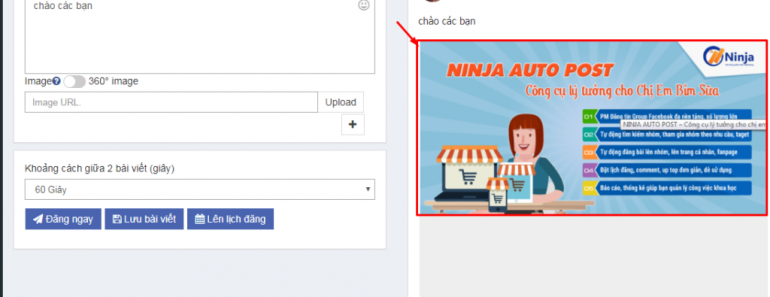 chào các bạn
Image
360° image
Image URL.
Upload
+
Khoảng cách giữa 2 bài viết (giây)
60 Giây
Đăng ngay
Lưu bài viết
Lên lịch đăng
chào các bạn
Ninja
NINJA AUTO POST
Công cụ lý tưởng cho Chị Em Bỉm Sữa
01 PM Đăng tin Group Facebook đa nền tảng, số lượng lớn
NINJA AUTO POST – Công cụ lý tưởng cho chị em
02 Tự động tìm kiếm nhóm, tham gia nhóm theo nhu cầu, taget
03 Tự động đăng bài lên nhóm, lên trang cá nhân, fanpage
04 Đặt lịch đăng, comment, up top đơn giản, dễ sử dụng
05 Báo cáo, thống kê giúp bạn quản lý công việc khoa học